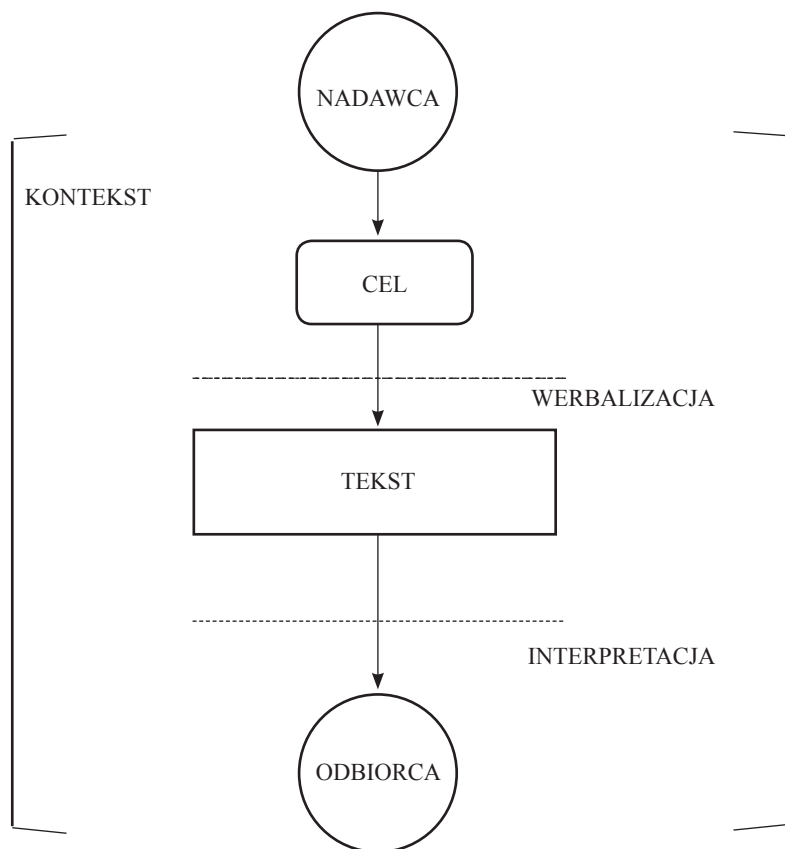 NADAWCA
KONTEKST
CEL
WERBALIZACJA
TEKST
INTERPRETACJA
ODBIORCA